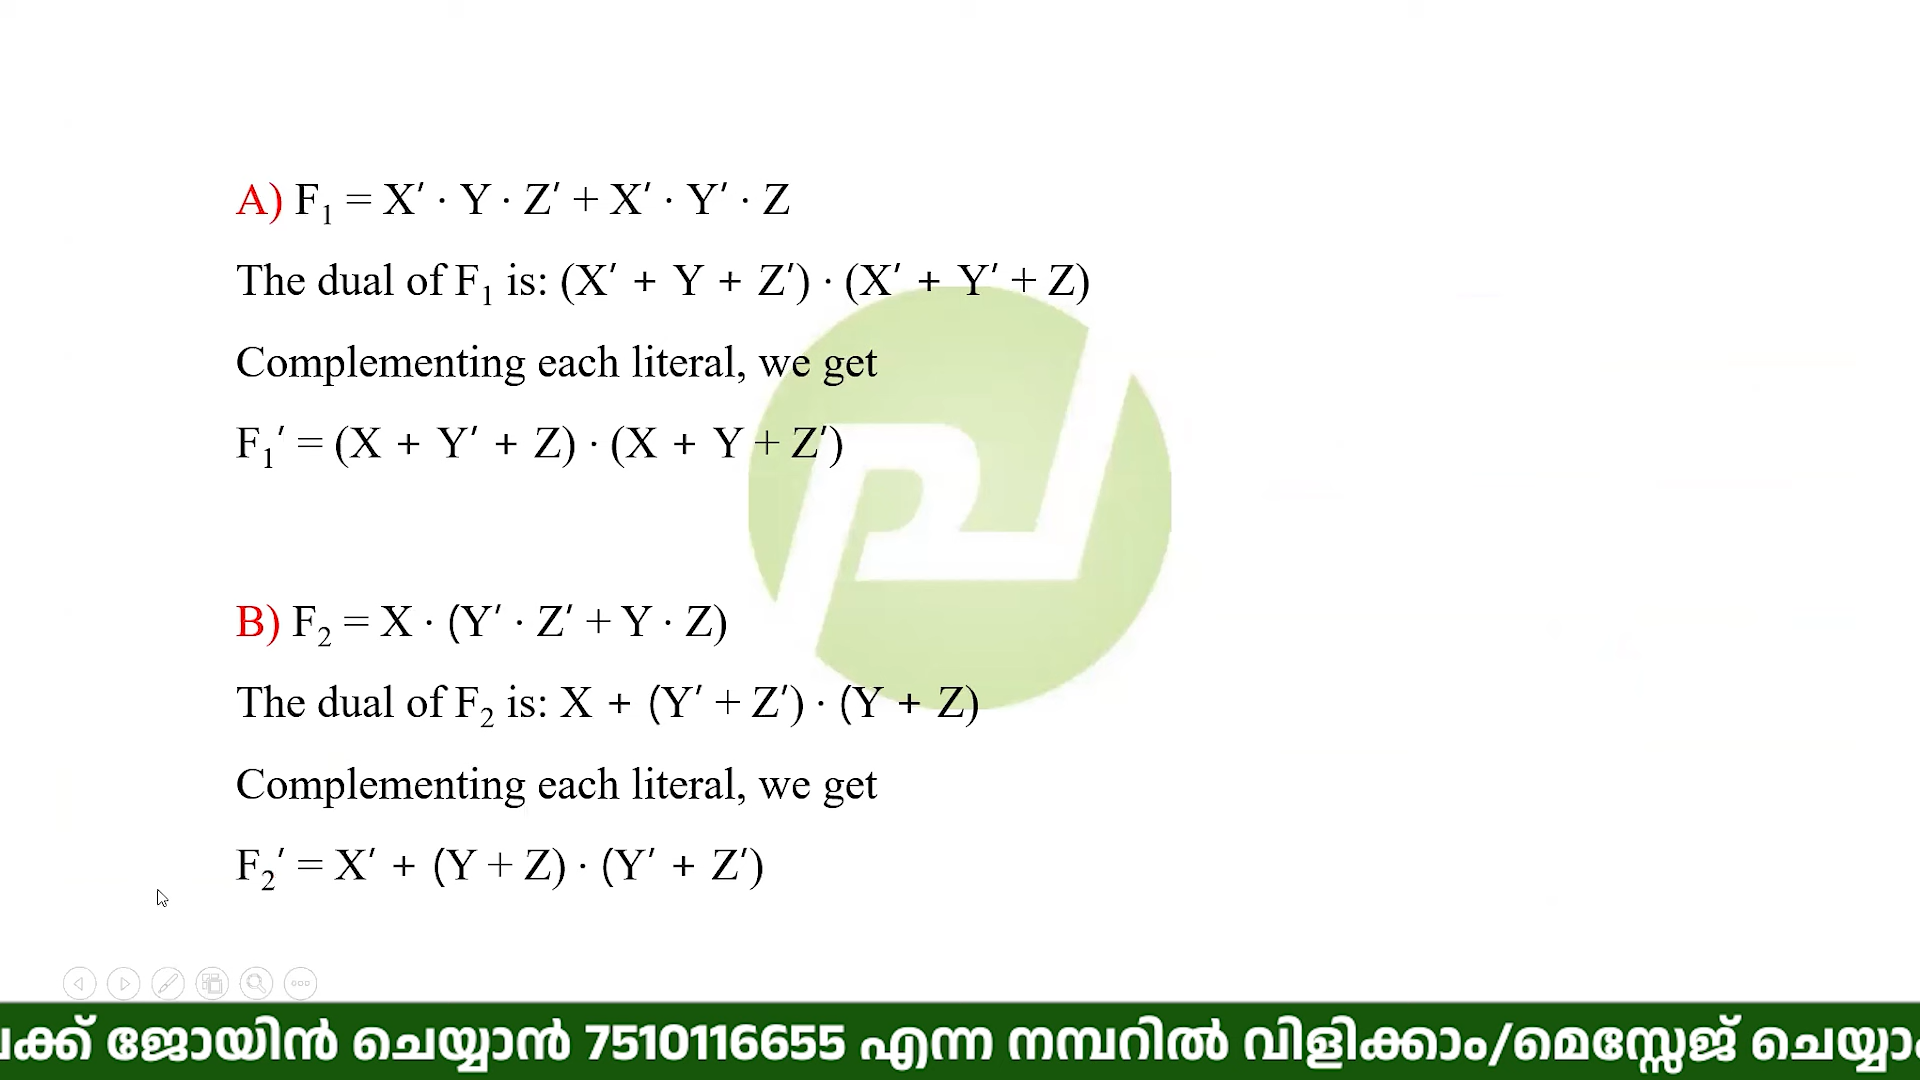 A) F₁ = X′ · Y · Z′ + X′ · Y′ · Z
The dual of F₁ is: (X′ + Y + Z′) · (X′ + Y′ + Z)
Complementing each literal, we get
F₁′ = (X + Y′ + Z) · (X + Y + Z′)
B) F₂ = X · (Y′ · Z′ + Y · Z)
The dual of F₂ is: X + (Y′ + Z′) · (Y + Z)
Complementing each literal, we get
F₂′ = X′ + (Y + Z) · (Y′ + Z′)
ജോയിൻ ചെയ്യാൻ 7510116655 എന്ന നമ്പറിൽ വിളിക്കാം/മെസ്സേജ്